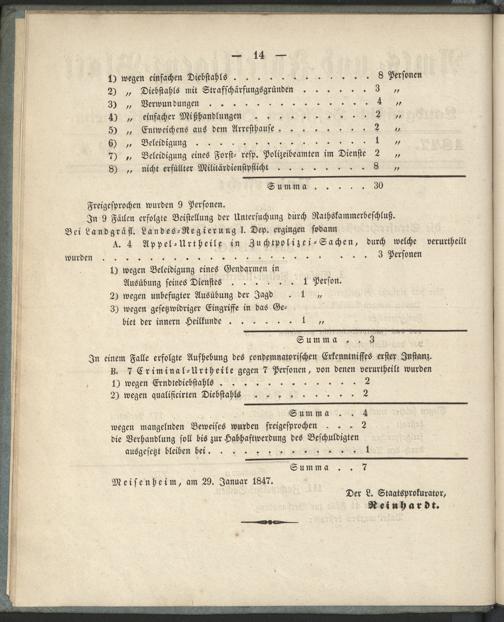 — 14 —
1) wegen einfachen Diebstahls . . . . . . . . . . . . 8 Personen
2) „ Diebstahls mit Strafschärfungsgründen . . . . . . 3 „
3) „ Verwundungen . . . . . . . . . . . . . . 4 „
4) „ einfacher Mißhandlungen . . . . . . . . . . 2 „
5) „ Entweichens aus dem Arresthause . . . . . . . . 2 „
6) „ Beleidigung . . . . . . . . . . . . . . 1 „
7) „ Beleidigung eines Forst- resp. Polizeibeamten im Dienste 2 „
8) „ nicht erfüllter Militärdienstpflicht . . . . . . . 8 „
Summa . . . . . 30
Freigesprochen wurden 9 Personen.
In 9 Fällen erfolgte Beistellung der Untersuchung durch Rathskammerbeschluß.
Bei Landgräfl. Landes-Regierung I. Dep. ergingen sodann
A. 4 Appel-Urtheile in Zuchtpolizei-Sachen, durch welche verurtheilt
wurden . . . . . . . . . . . . . . . . . . . 3 Personen
1) wegen Beleidigung eines Gendarmen in
Ausübung seines Dienstes . . . . . 1 Person.
2) wegen unbefugter Ausübung der Jagd . 1 „
3) wegen gesetzwidriger Eingriffe in das Ge-
biet der innern Heilkunde . . . . . 1 „
Summa . . . 3
In einem Falle erfolgte Aufhebung des condemnatorischen Erkenntnisses erster Instanz.
B. 7 Criminal-Urtheile gegen 7 Personen, von denen verurtheilt wurden
1) wegen Erndtediebstahls . . . . . . . . . . 2
2) wegen qualificirten Diebstahls . . . . . . . . 2
Summa . . 4
wegen mangelnden Beweises wurden freigesprochen . . . 2
die Verhandlung soll bis zur Habhaftwerdung des Beschuldigten
ausgesetzt bleiben bei . . . . . . . . . . . 1
Summa . . 7
Meisenheim, am 29. Januar 1847.
Der L. Staatsprokurator,
Reinhardt.